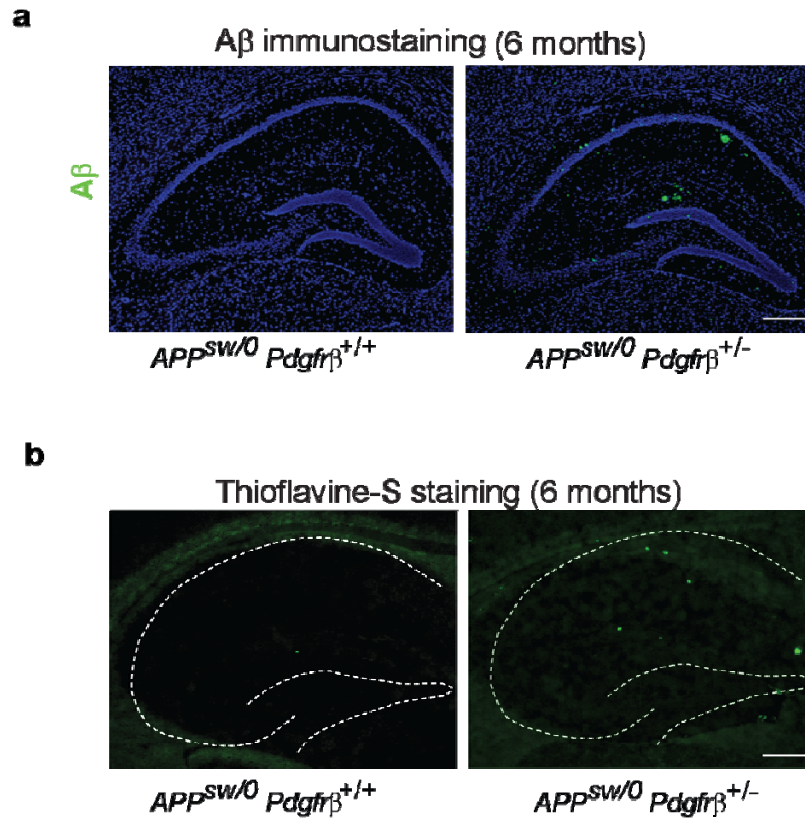 a
Aβ immunostaining (6 months)
Aβ
APPsw/0 Pdgfrβ+/+
APPsw/0 Pdgfrβ+/-
b
Thioflavine-S staining (6 months)
APPsw/0 Pdgfrβ+/+
APPsw/0 Pdgfrβ+/-